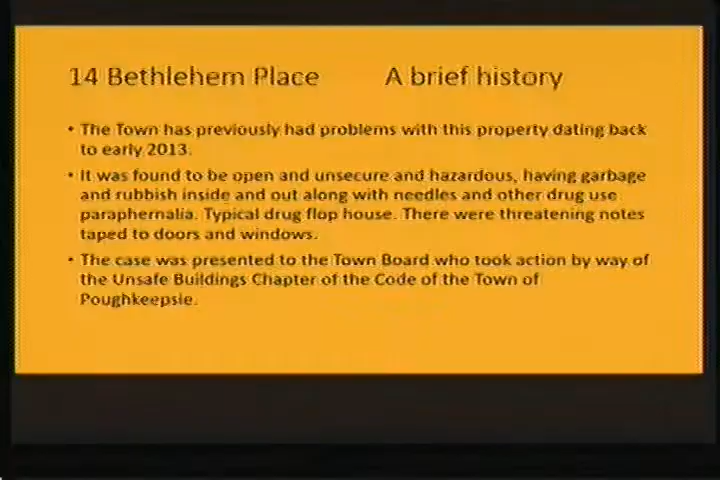 14 Bethlehem Place A brief history
• The Town has previously had problems with this property dating back
to early 2013.
• It was found to be open and unsecure and hazardous, having garbage
and rubbish inside and out along with needles and other drug use
paraphernalia. Typical drug flop house. There were threatening notes
taped to doors and windows.
• The case was presented to the Town Board who took action by way of
the Unsafe Buildings Chapter of the Code of the Town of
Poughkeepsie.